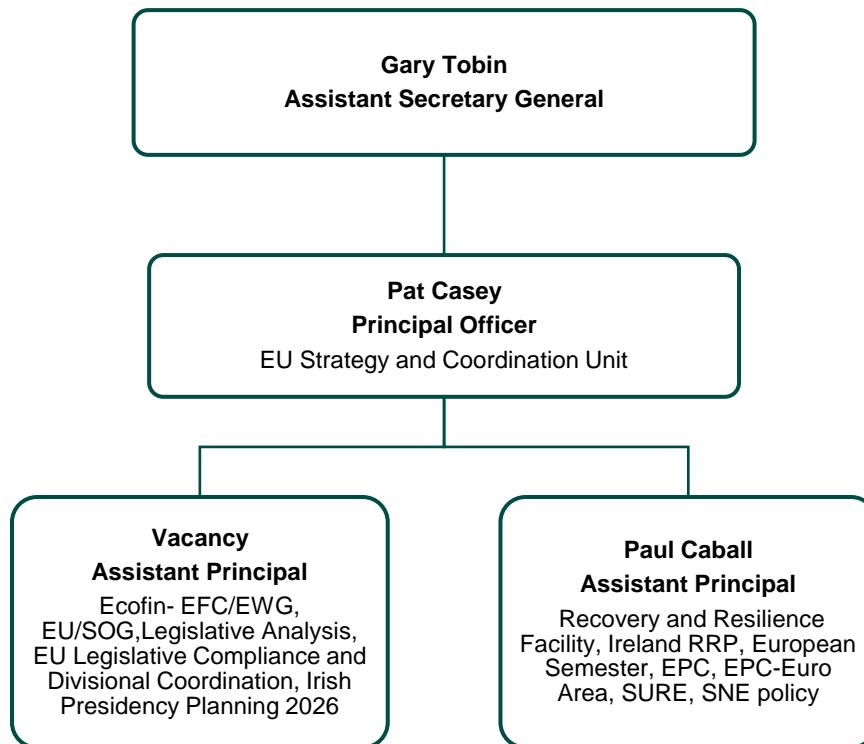 Gary Tobin
Assistant Secretary General
Pat Casey
Principal Officer
EU Strategy and Coordination Unit
Vacancy
Assistant Principal
Ecofin- EFC/EWG,
EU/SOG,Legislative Analysis,
EU Legislative Compliance and
Divisional Coordination, Irish
Presidency Planning 2026
Paul Caball
Assistant Principal
Recovery and Resilience
Facility, Ireland RRP, European
Semester, EPC, EPC-Euro
Area, SURE, SNE policy